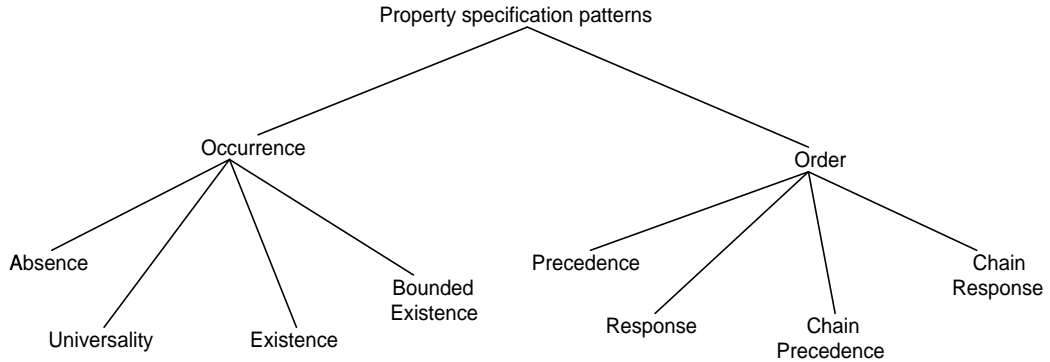 Property specification patterns
Occurrence
Order
Absence
Universality
Existence
Bounded
Existence
Precedence
Response
Chain
Precedence
Chain
Response